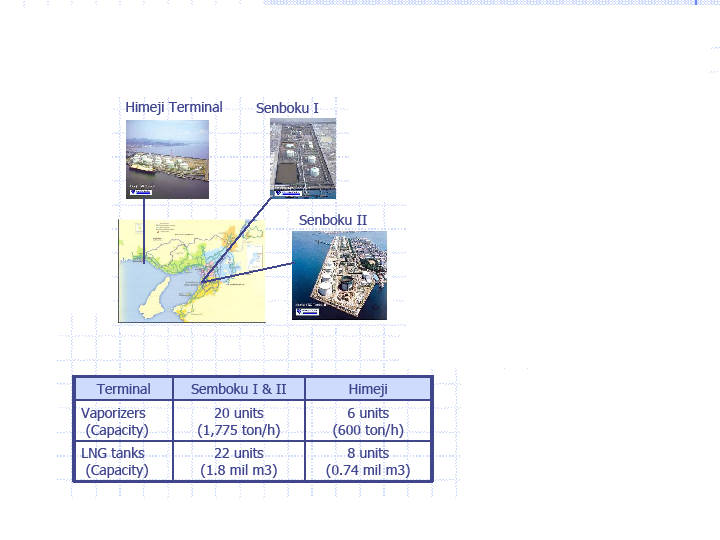 Himeji Terminal
Senboku I
Senboku II
Terminal
Semboku I & II
Himeji
Vaporizers
(Capacity)
20 units
(1,775 ton/h)
6 units
(600 ton/h)
LNG tanks
(Capacity)
22 units
(1.8 mil m3)
8 units
(0.74 mil m3)